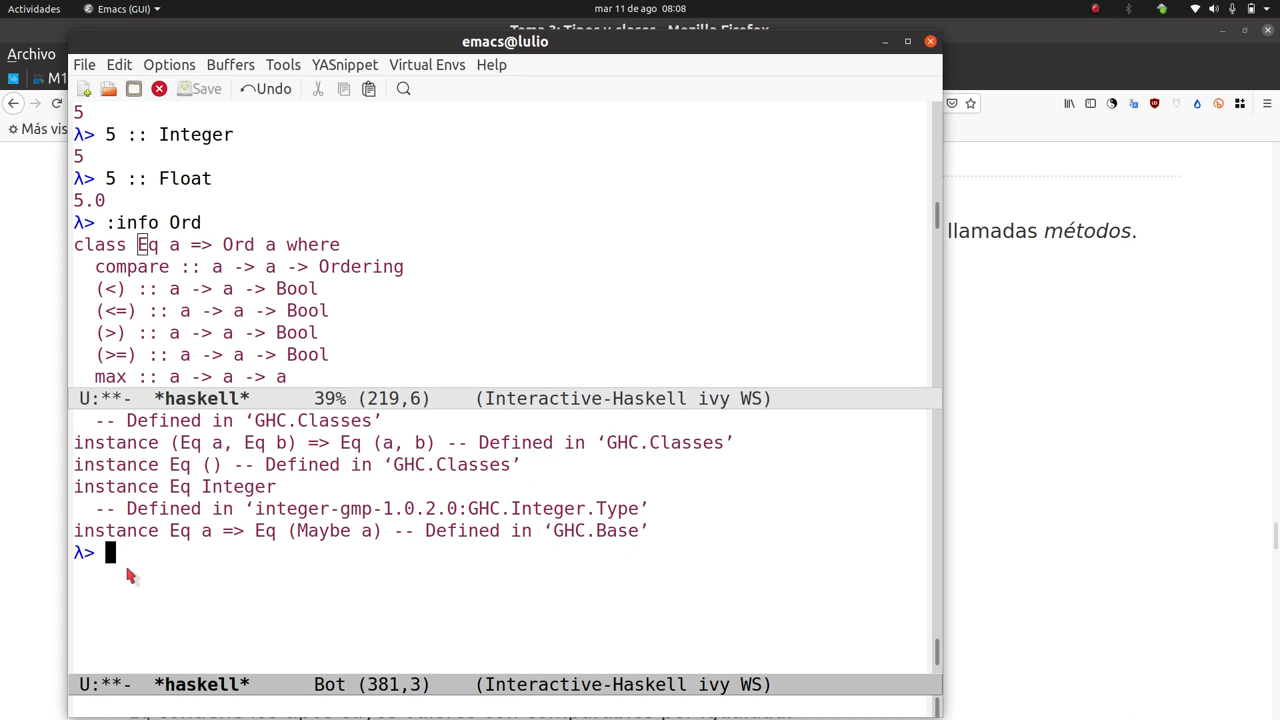 Actividades Emacs (GUI) mar 11 de ago 08:08
emacs@lulio
Archivo
File Edit Options Buffers Tools YASnippet Virtual Envs Help
M1
Save Undo
Más vis
5
λ> 5 :: Integer
5
λ> 5 :: Float
5.0
λ> :info Ord
class Eq a => Ord a where
compare :: a -> a -> Ordering
(<) :: a -> a -> Bool
(<=) :: a -> a -> Bool
(>) :: a -> a -> Bool
(>=) :: a -> a -> Bool
max :: a -> a -> a
llamadas métodos.
U:**- *haskell* 39% (219,6) (Interactive-Haskell ivy WS)
-- Defined in ‘GHC.Classes’
instance (Eq a, Eq b) => Eq (a, b) -- Defined in ‘GHC.Classes’
instance Eq () -- Defined in ‘GHC.Classes’
instance Eq Integer
-- Defined in ‘integer-gmp-1.0.2.0:GHC.Integer.Type’
instance Eq a => Eq (Maybe a) -- Defined in ‘GHC.Base’
λ>
U:**- *haskell* Bot (381,3) (Interactive-Haskell ivy WS)